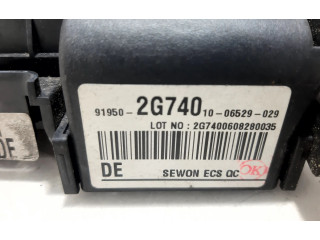 91950- 2G740 10-06529-029
LOT NO : 2G7400608280035
DE SEWON ECS QC
DE